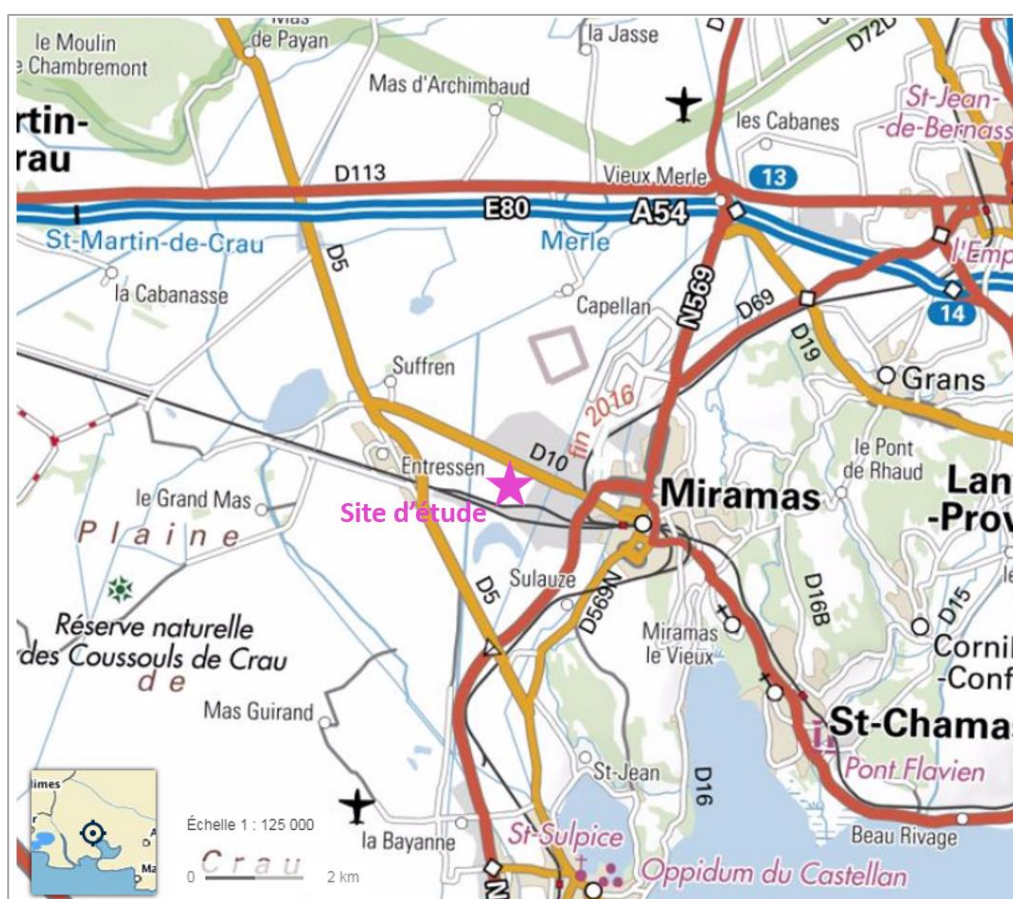 le Moulin
e Chambremont
Mas
de Payan
la Jasse
D72D
Mas d'Archimbaud
St-Jean-
-de-Bernass
les Cabanes
rtin-
rau
D113
Vieux Merle
13
E80
A54
St-Martin-de-Crau
Merle
l'Emp
D5
la Cabanasse
Capellan
N569
D69
14
D19
Suffren
Grans
fin 2016
D10
le Pont
de Rhaud
Entressen
le Grand Mas
Site d'étude
Miramas
Lan
-Prov
Plaine
Sulauze
D5
D569N
D16B
D15
Réserve naturelle
des Coussouls de Crau
de
Miramas
le Vieux
Cornil
-Conf
Mas Guirand
St-Chamas
Pont Flavien
St-Jean
D16
imes
Échelle 1 : 125 000
la Bayanne
St-Sulpice
Beau Rivage
Crau
0 2 km
Oppidum du Castellan
N